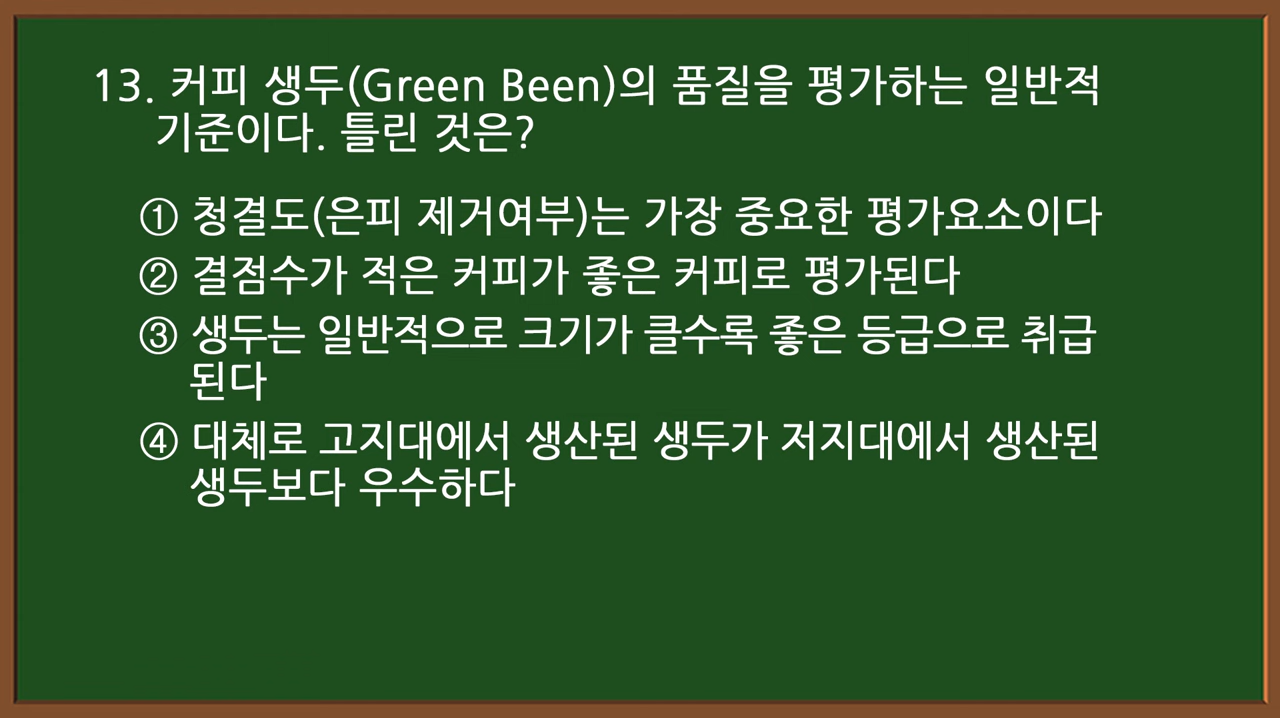 13. 커피 생두(Green Been)의 품질을 평가하는 일반적
기준이다. 틀린 것은?
① 청결도(은피 제거여부)는 가장 중요한 평가요소이다
② 결점수가 적은 커피가 좋은 커피로 평가된다
③ 생두는 일반적으로 크기가 클수록 좋은 등급으로 취급
된다
④ 대체로 고지대에서 생산된 생두가 저지대에서 생산된
생두보다 우수하다